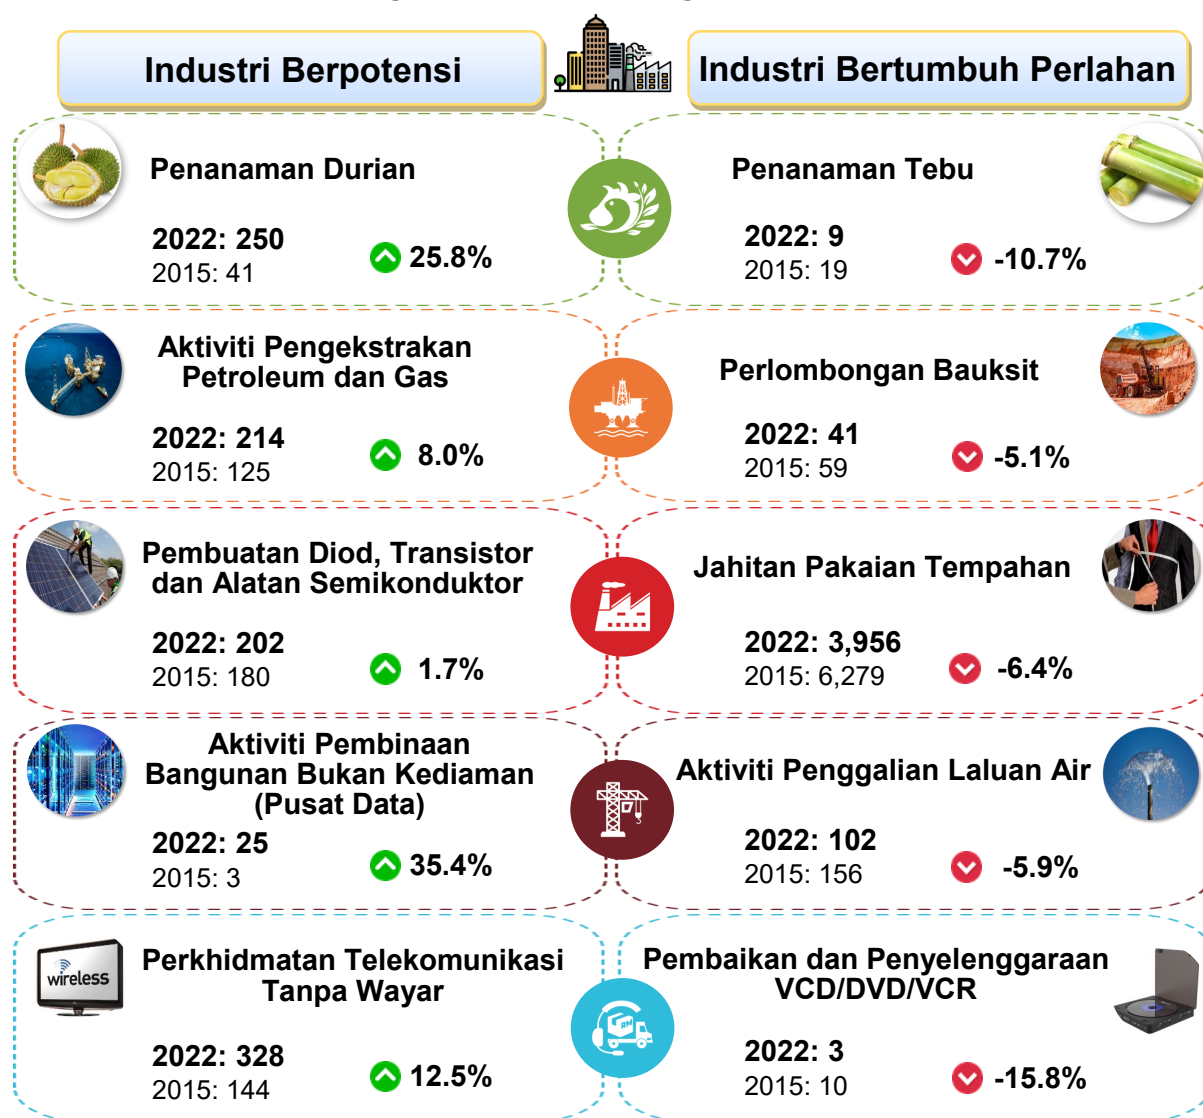 Industri Berpotensi
Industri Bertumbuh Perlahan
Penanaman Durian
2022: 250
2015: 41
25.8%
Penanaman Tebu
2022: 9
2015: 19
-10.7%
Aktiviti Pengekstrakan
Petroleum dan Gas
2022: 214
2015: 125
8.0%
Perlombongan Bauksit
2022: 41
2015: 59
-5.1%
Pembuatan Diod, Transistor
dan Alatan Semikonduktor
2022: 202
2015: 180
1.7%
Jahitan Pakaian Tempahan
2022: 3,956
2015: 6,279
-6.4%
Aktiviti Pembinaan
Bangunan Bukan Kediaman
(Pusat Data)
2022: 25
2015: 3
35.4%
Aktiviti Penggalian Laluan Air
2022: 102
2015: 156
-5.9%
wireless
Perkhidmatan Telekomunikasi
Tanpa Wayar
2022: 328
2015: 144
12.5%
RM
Pembaikan dan Penyelenggaraan
VCD/DVD/VCR
2022: 3
2015: 10
-15.8%